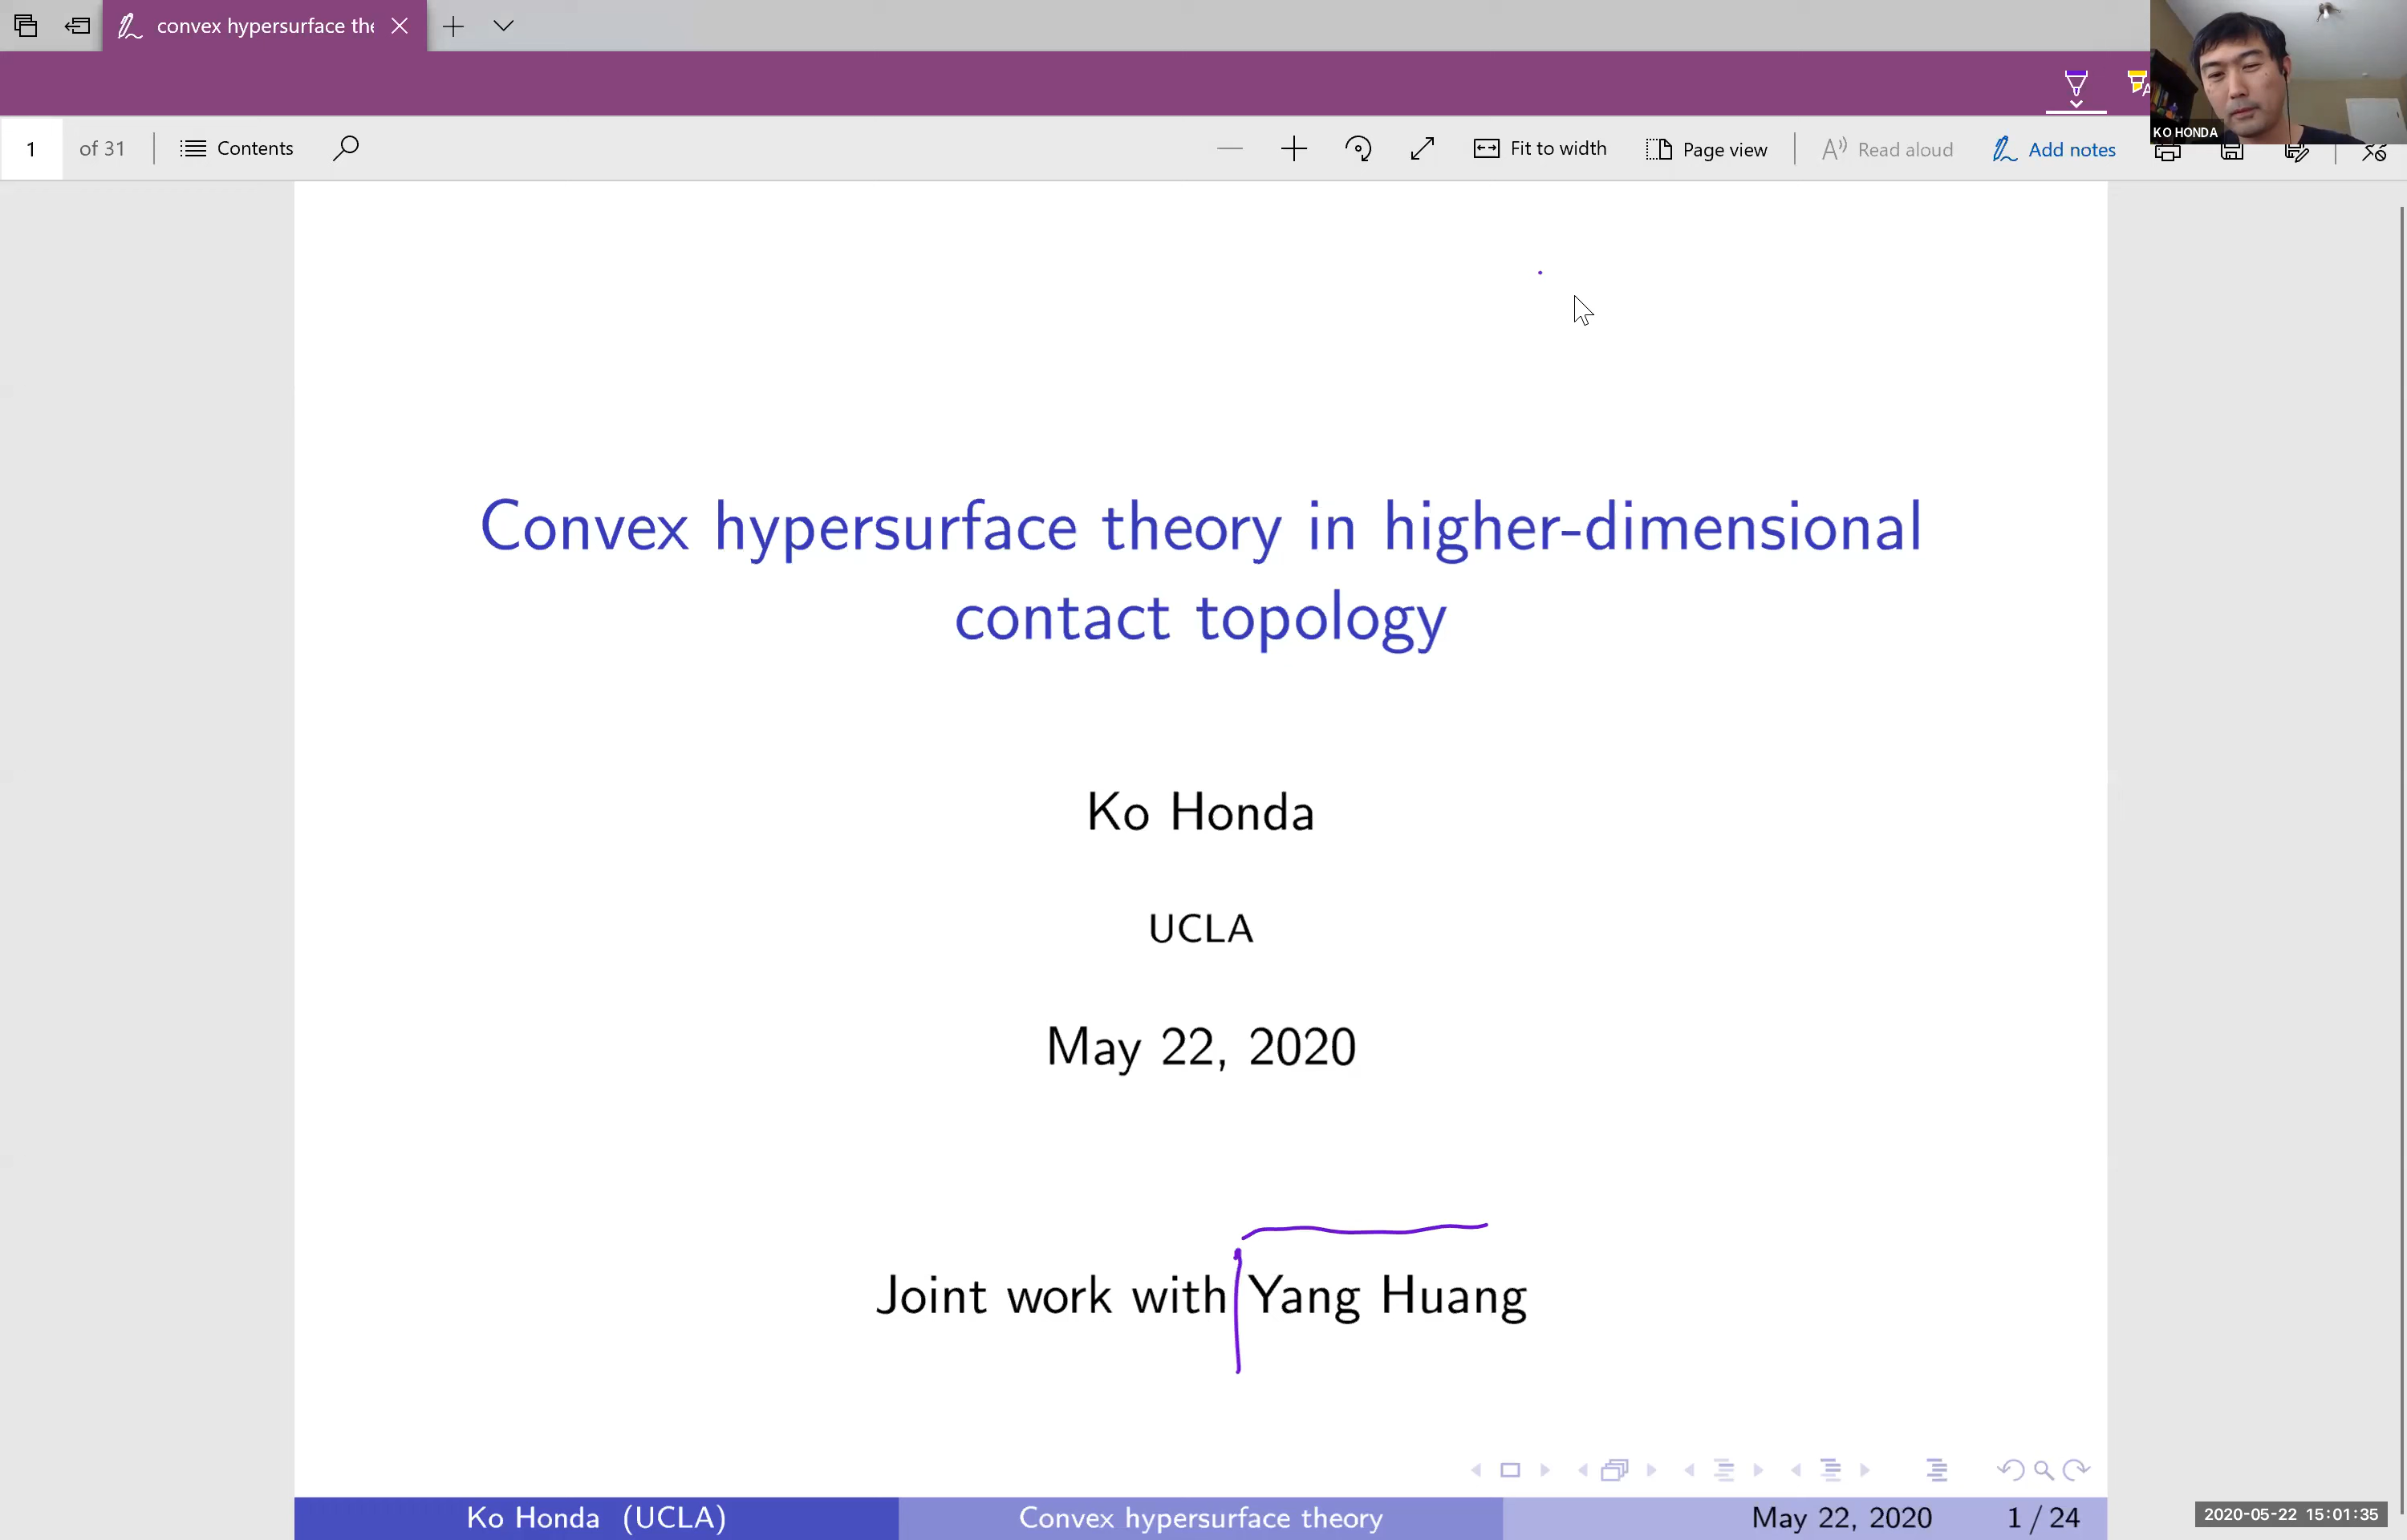 convex hypersurface the
1 of 31 Contents Fit to width Page view Read aloud Add notes
KO HONDA
Convex hypersurface theory in higher-dimensional
contact topology
Ko Honda
UCLA
May 22, 2020
Joint work with Yang Huang
Ko Honda (UCLA) Convex hypersurface theory May 22, 2020 1 / 24
2020-05-22 15:01:35